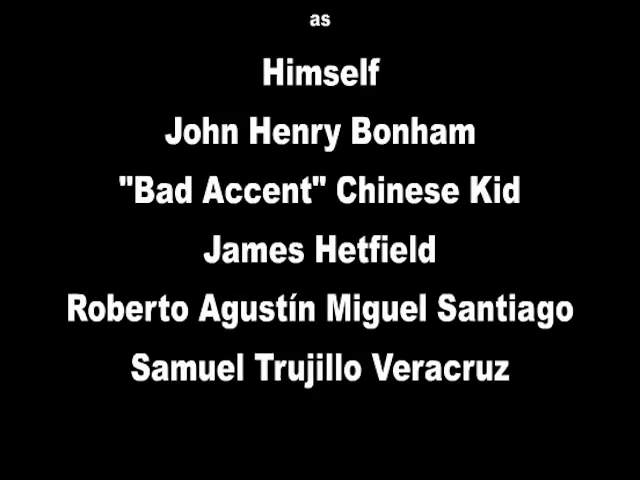 as
Himself
John Henry Bonham
"Bad Accent" Chinese Kid
James Hetfield
Roberto Agustín Miguel Santiago
Samuel Trujillo Veracruz